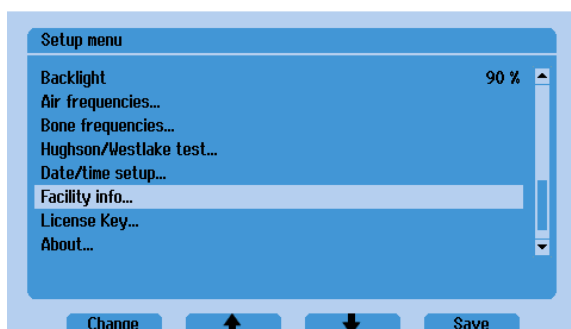 Setup menu
Backlight 90 %
Air frequencies...
Bone frequencies...
Hughson/Westlake test...
Date/time setup...
Facility info...
License Key...
About...
Change Save